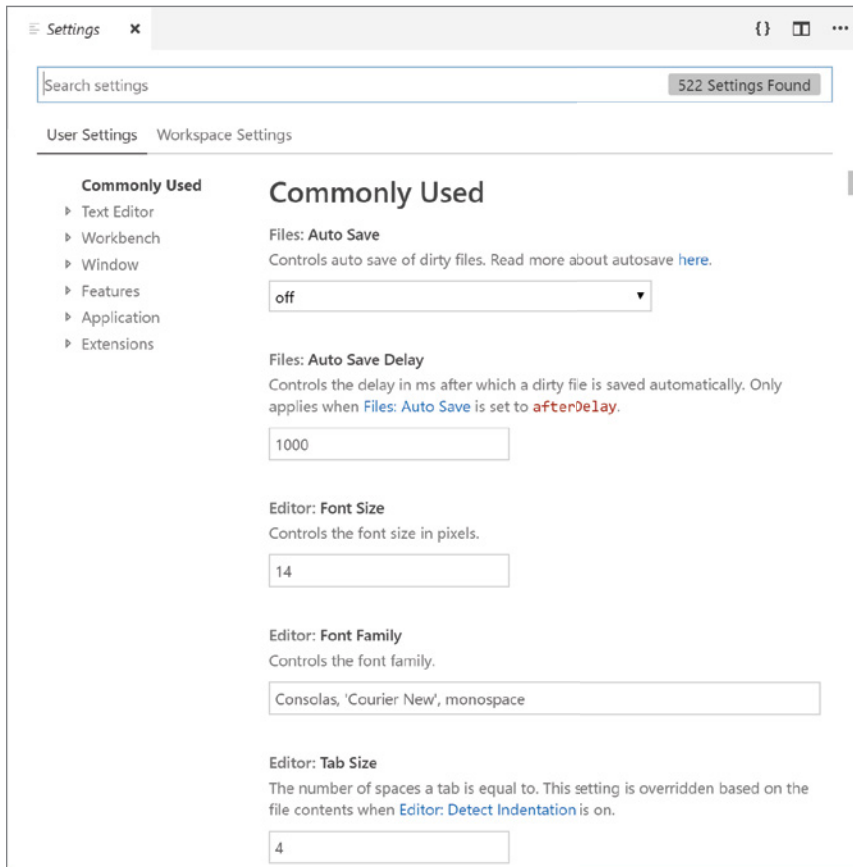 Settings
Search settings
522 Settings Found
User Settings Workspace Settings
Commonly Used
Text Editor
Workbench
Window
Features
Application
Extensions
Commonly Used
Files: Auto Save
Controls auto save of dirty files. Read more about autosave here.
off
Files: Auto Save Delay
Controls the delay in ms after which a dirty file is saved automatically. Only
applies when Files: Auto Save is set to afterDelay.
1000
Editor: Font Size
Controls the font size in pixels.
14
Editor: Font Family
Controls the font family.
Consolas, 'Courier New', monospace
Editor: Tab Size
The number of spaces a tab is equal to. This setting is overridden based on the
file contents when Editor: Detect Indentation is on.
4